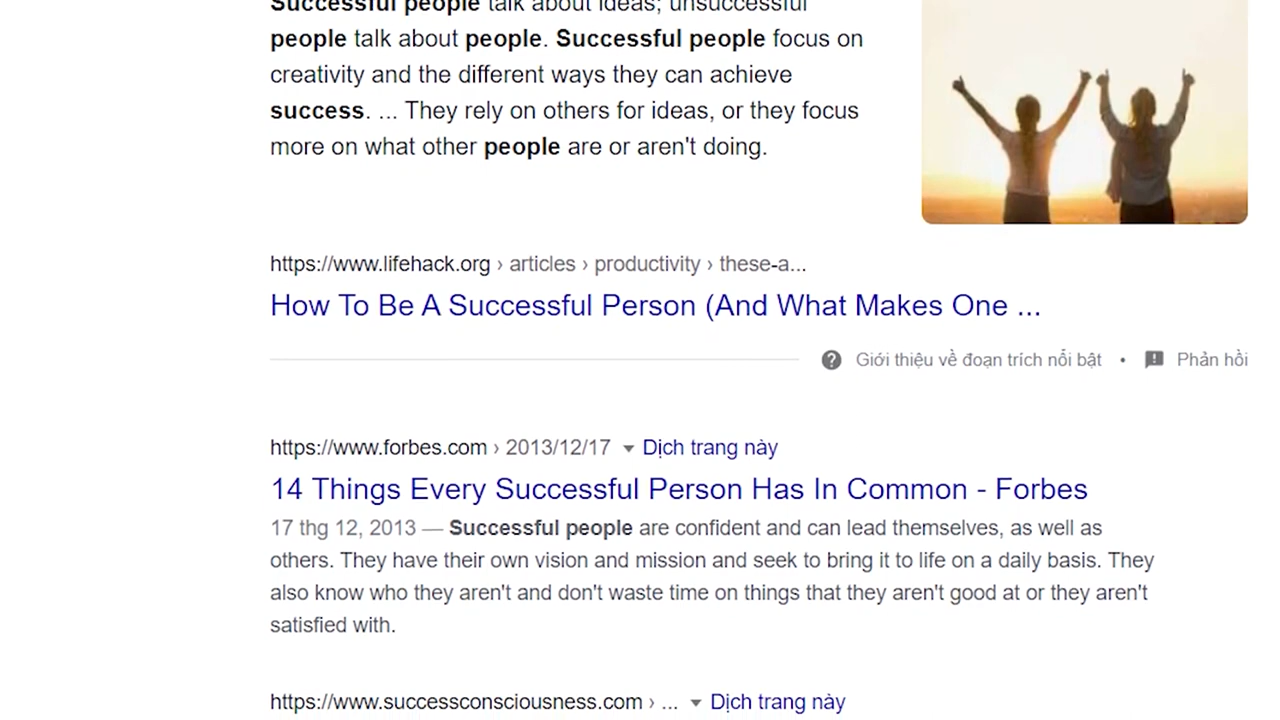 Successful people talk about ideas; unsuccessful
people talk about people. Successful people focus on
creativity and the different ways they can achieve
success. ... They rely on others for ideas, or they focus
more on what other people are or aren't doing.
https://www.lifehack.org › articles › productivity › these-a...
How To Be A Successful Person (And What Makes One ...
Giới thiệu về đoạn trích nổi bật • Phản hồi
https://www.forbes.com › 2013/12/17 Dịch trang này
14 Things Every Successful Person Has In Common - Forbes
17 thg 12, 2013 — Successful people are confident and can lead themselves, as well as
others. They have their own vision and mission and seek to bring it to life on a daily basis. They
also know who they aren't and don't waste time on things that they aren't good at or they aren't
satisfied with.
https://www.successconsciousness.com › ... Dịch trang này